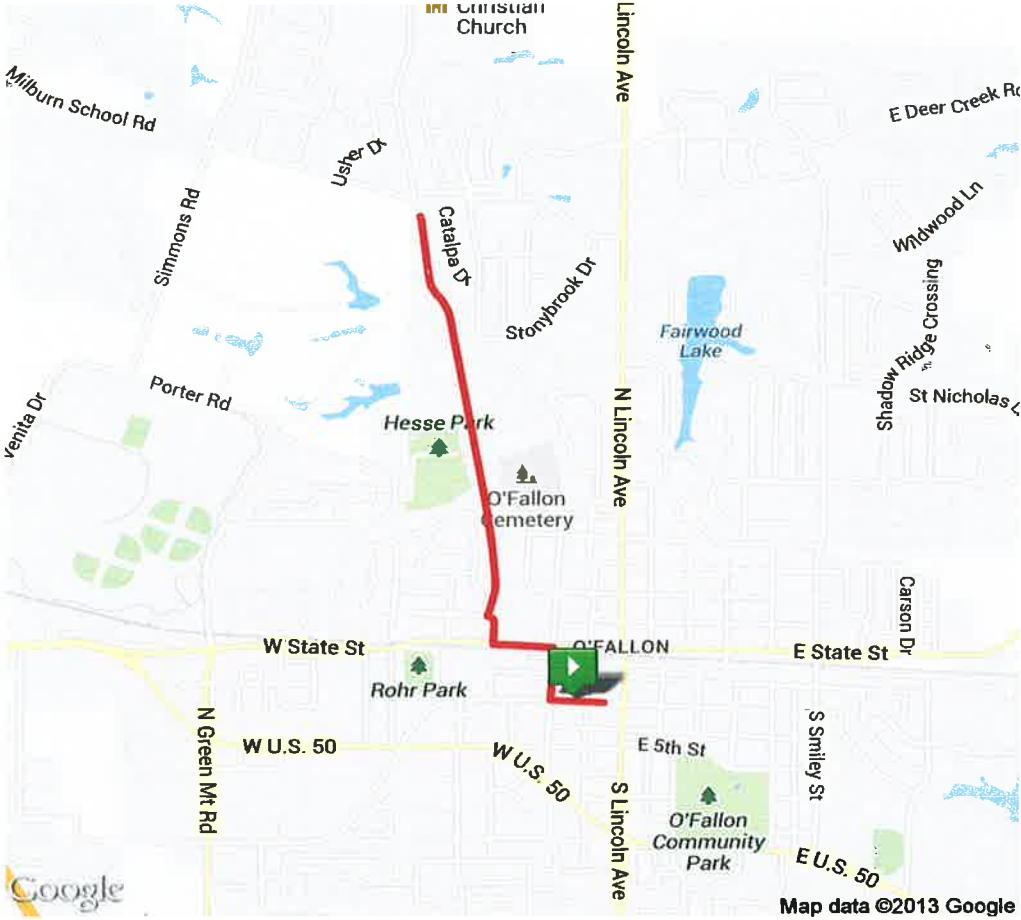 Christian
Church
Lincoln Ave
Milburn School Rd
E Deer Creek Rd
Usher Dr
Simmons Rd
Catalpa Dr
Wildwood Ln
Stonybrook Dr
Shadow Ridge Crossing
Fairwood
Lake
Porter Rd
St Nicholas L
venita Dr
N Lincoln Ave
Hesse Park
O'Fallon
Cemetery
Carson Dr
W State St
O'FALLON
E State St
Rohr Park
N Green Mt Rd
W U.S. 50
W U.S. 50
E 5th St
S Smiley St
S Lincoln Ave
O'Fallon
Community
Park
E U.S. 50
Google
Map data ©2013 Google